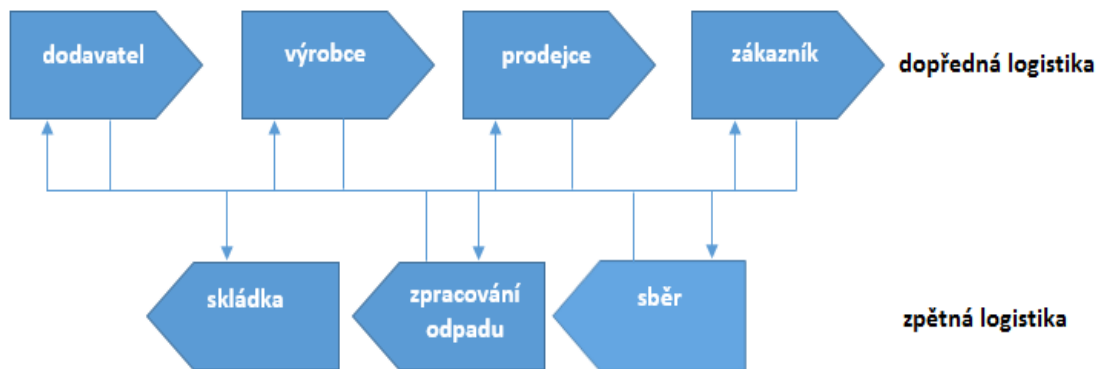 dodavatel
výrobce
prodejce
zákazník
dopředná logistika
skládka
zpracování
odpadu
sběr
zpětná logistika